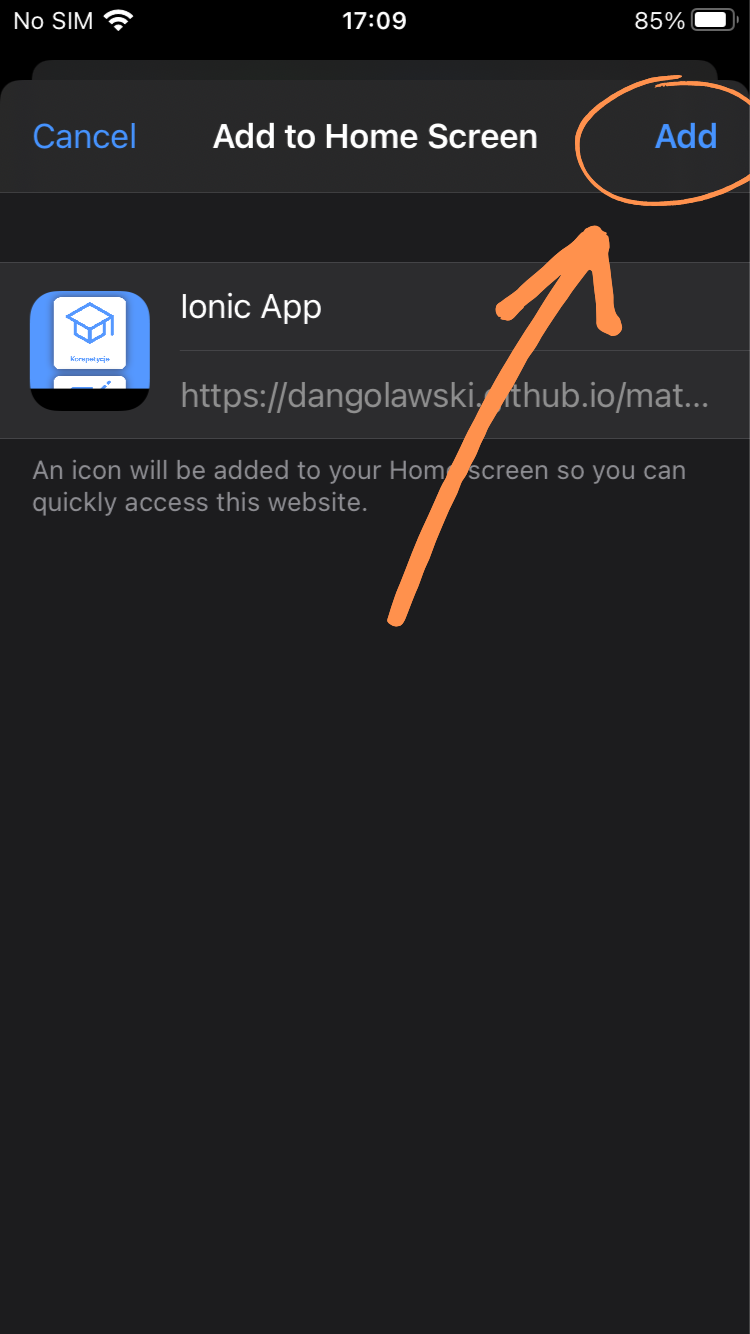 No SIM 17:09 85%
Cancel Add to Home Screen Add
Ionic App
https://dangolawski.github.io/mat...
An icon will be added to your Home screen so you can
quickly access this website.
Korepetycje